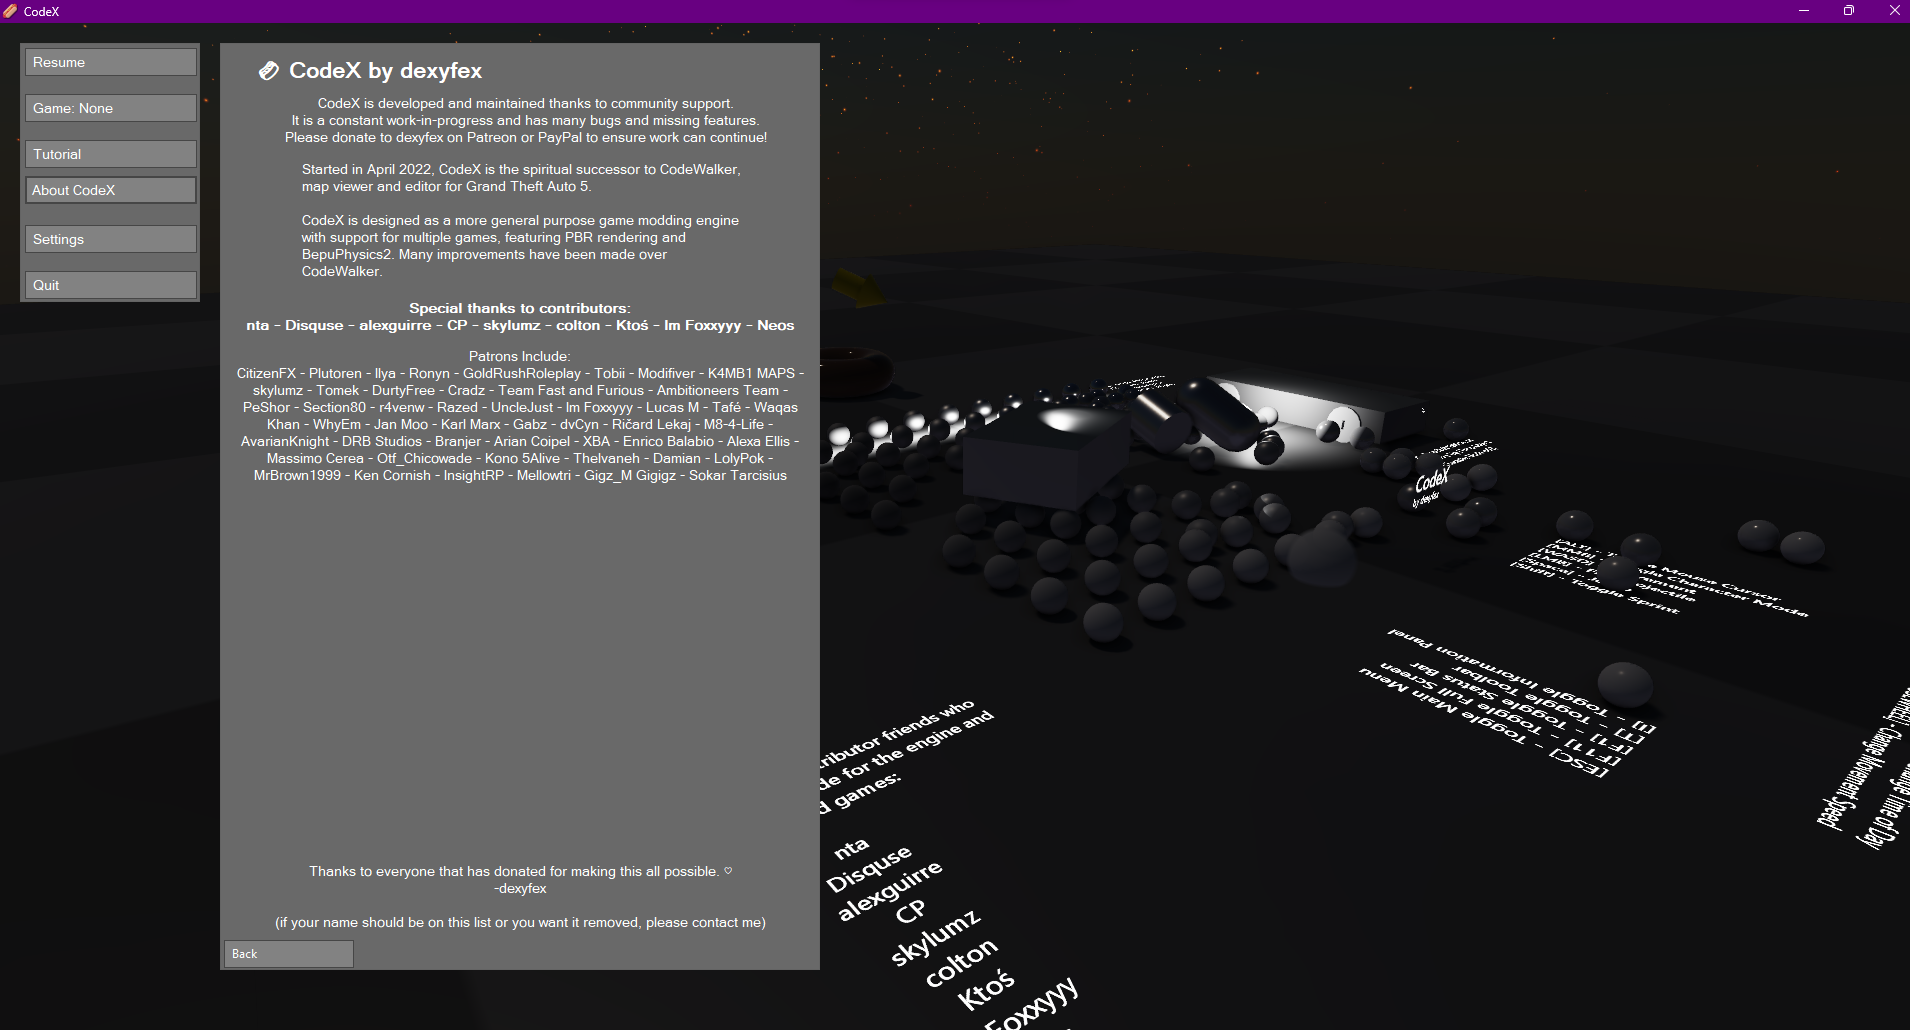 CodeX
Resume
Game: None
Tutorial
About CodeX
Settings
Quit
CodeX by dexyfex
CodeX is developed and maintained thanks to community support.
It is a constant work-in-progress and has many bugs and missing features.
Please donate to dexyfex on Patreon or PayPal to ensure work can continue!
Started in April 2022, CodeX is the spiritual successor to CodeWalker,
map viewer and editor for Grand Theft Auto 5.
CodeX is designed as a more general purpose game modding engine
with support for multiple games, featuring PBR rendering and
BepuPhysics2. Many improvements have been made over
CodeWalker.
Special thanks to contributors:
nta - Disquse - alexguirre - CP - skylumz - colton - Ktoś - Im Foxxyyy - Neos
Patrons Include:
CitizenFX - Plutoren - Ilya - Ronyn - GoldRushRoleplay - Tobii - Modifiver - K4MB1 MAPS -
skylumz - Tomek - DurtyFree - Cradz - Team Fast and Furious - Ambitioneers Team -
PeShor - Section80 - r4venw - Razed - UncleJust - Im Foxxyyy - Lucas M - Tafé - Waqas
Khan - WhyEm - Jan Moo - Karl Marx - Gabz - dvCyn - Ričard Lekaj - M8-4-Life -
AvarianKnight - DRB Studios - Branjer - Arian Coipel - XBA - Enrico Balabio - Alexa Ellis -
Massimo Cerea - Otf_Chicowade - Kono 5Alive - Thelvaneh - Damian - LolyPok -
MrBrown1999 - Ken Cornish - InsightRP - Mellowtri - Gigz_M Gigigz - Sokar Tarcisius
Thanks to everyone that has donated for making this all possible. ♡
-dexyfex
(if your name should be on this list or you want it removed, please contact me)
Back
CodeX
by dexyfex
Mouse Cursor
Character Mode
- Toggle Sprint
[ESC] - Toggle Main Menu
[F11] - Toggle Full Screen
[F1] - Toggle Status Bar
[T] - Toggle Toolbar
[I] - Toggle Information Panel
- Change Time of Day
- Change Movement Speed
tributor friends who
de for the engine and
d games:
nta
Disquse
alexguirre
CP
skylumz
colton
Ktoś
Foxxyyy